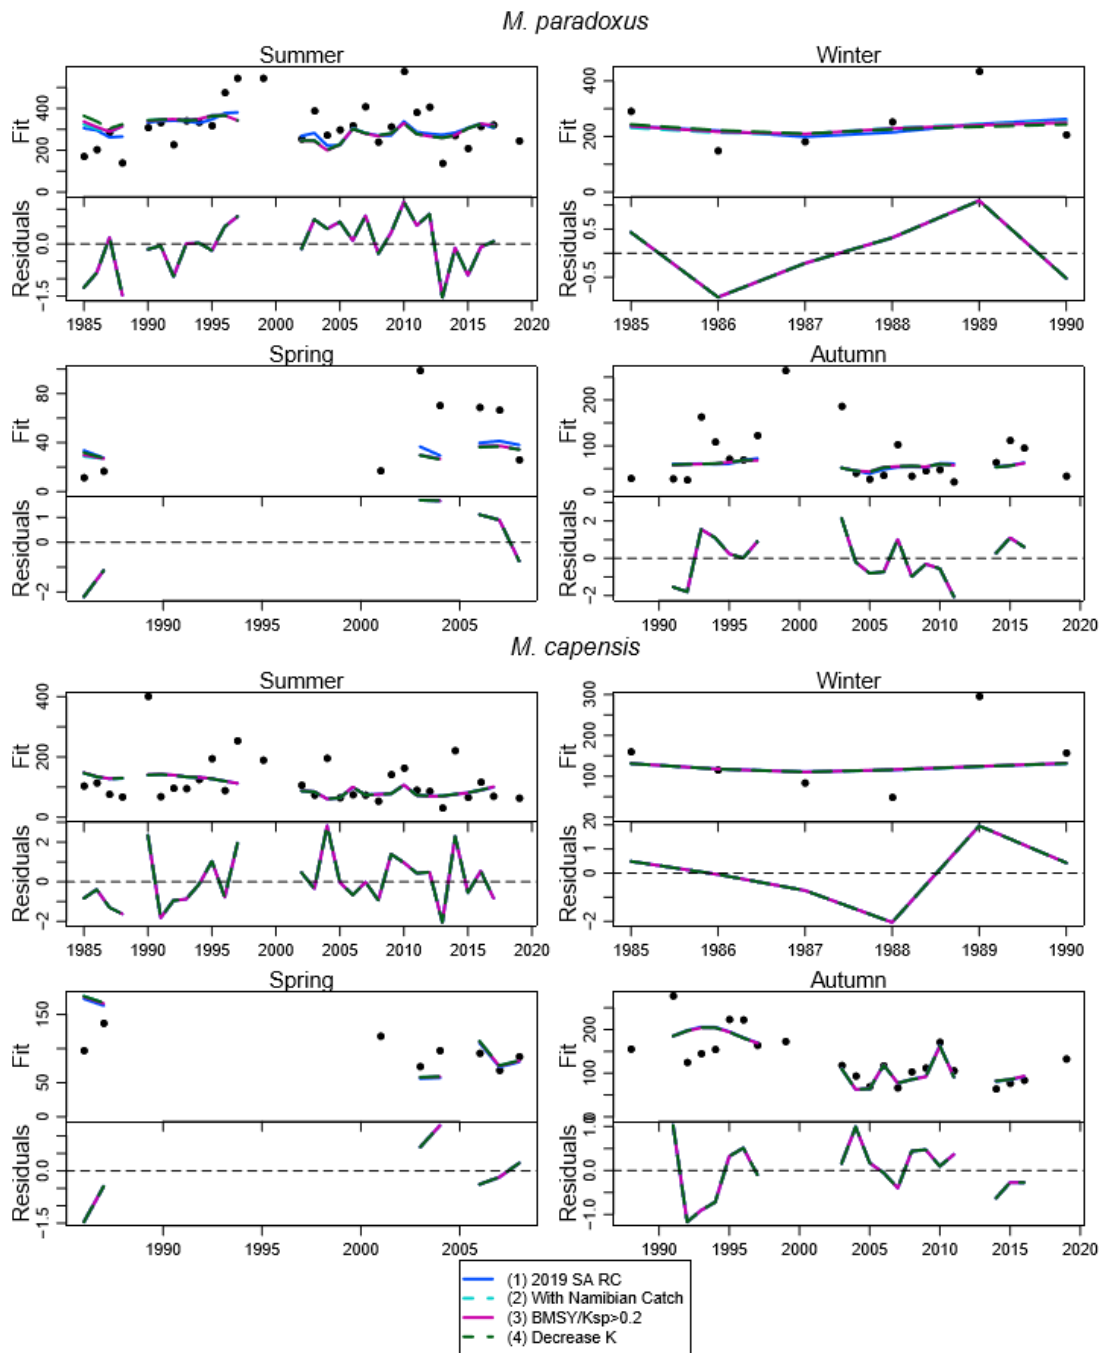 M. paradoxus
Summer
Winter
Fit
0 200 400
Fit
0 200 400
Residuals
-1.5 0.0
Residuals
-0.5 0.5
1985 1990 1995 2000 2005 2010 2015 2020
1985 1986 1987 1988 1989 1990
Spring
Autumn
Fit
0 40 80
Fit
0 100 200
Residuals
-2 0 1
Residuals
-2 0 2
1990 1995 2000 2005
1990 1995 2000 2005 2010 2015 2020
M. capensis
Summer
Winter
Fit
0 200 400
Fit
0 100 200 300
Residuals
-2 0 2
Residuals
-2 0 1 2
1985 1990 1995 2000 2005 2010 2015 2020
1985 1986 1987 1988 1989 1990
Spring
Autumn
Fit
0 50 150
Fit
0 100 200
Residuals
-1.5 0.0
Residuals
-1.0 0.0 1.0
1990 1995 2000 2005
1990 1995 2000 2005 2010 2015 2020
(1) 2019 SA RC
(2) With Namibian Catch
(3) BMSY/Ksp>0.2
(4) Decrease K